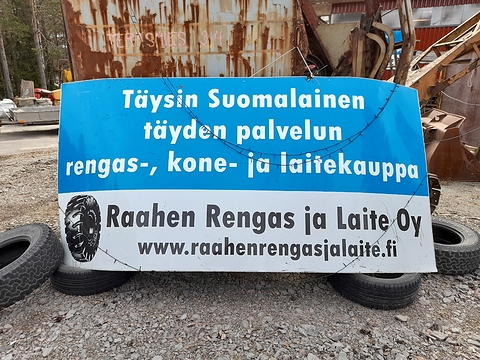 Täysin Suomalainen
täyden palvelun
rengas-, kone- ja laitekauppa
Raahen Rengas ja Laite Oy
www.raahenrengasjalaite.fi